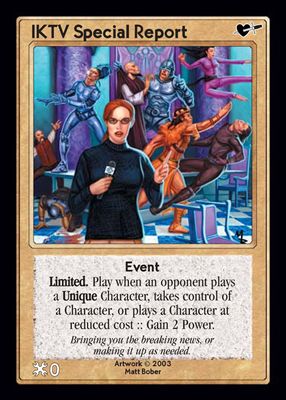 IKTV Special Report
Event
Limited. Play when an opponent plays
a Unique Character, takes control of
a Character, or plays a Character at
reduced cost :: Gain 2 Power.
Bringing you the breaking news, or
making it up as needed.
Artwork © 2003
Matt Bober
0